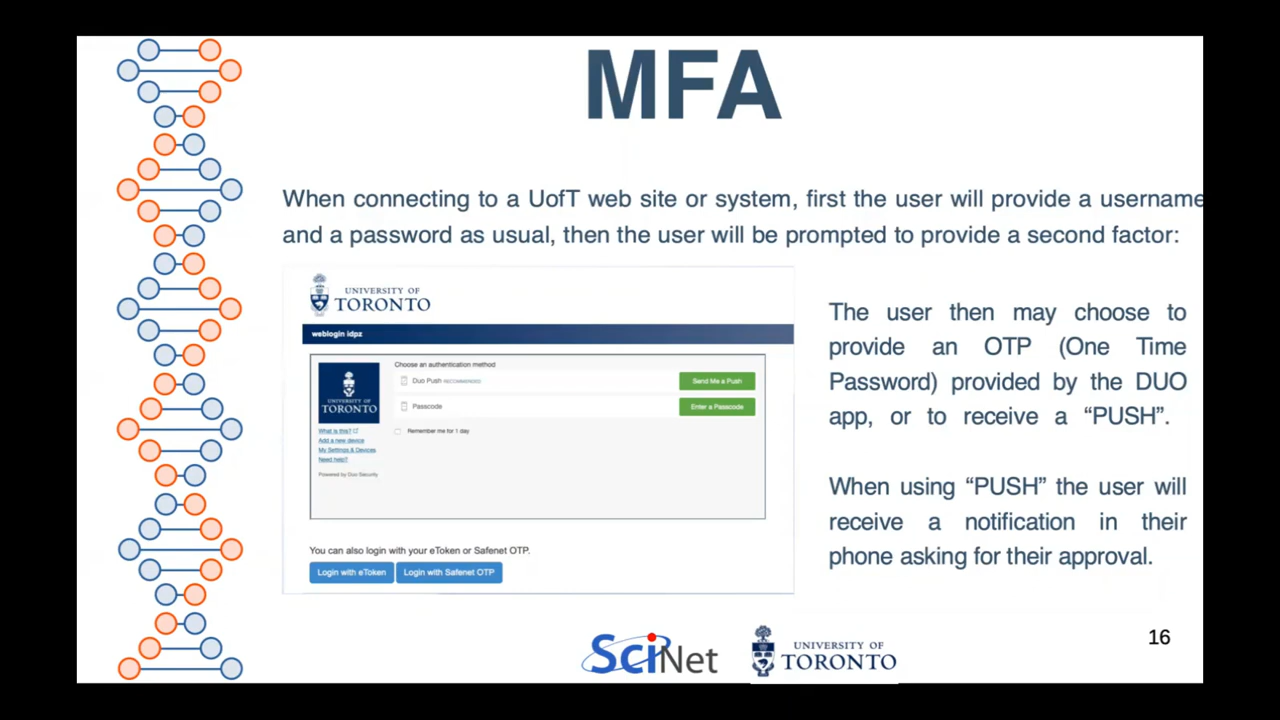 MFA
When connecting to a UofT web site or system, first the user will provide a username
and a password as usual, then the user will be prompted to provide a second factor:
UNIVERSITY OF
TORONTO
weblogin idpz
Choose an authentication method
Duo Push RECOMMENDED
Send Me a Push
Passcode
Enter a Passcode
Remember me for 1 day
UNIVERSITY OF
TORONTO
What is this?
Add a new device
My Settings & Devices
Need help?
Powered by Duo Security
You can also login with your eToken or Safenet OTP.
Login with eToken
Login with Safenet OTP
The user then may choose to
provide an OTP (One Time
Password) provided by the DUO
app, or to receive a “PUSH”.
When using “PUSH” the user will
receive a notification in their
phone asking for their approval.
SciNet
UNIVERSITY OF
TORONTO
16